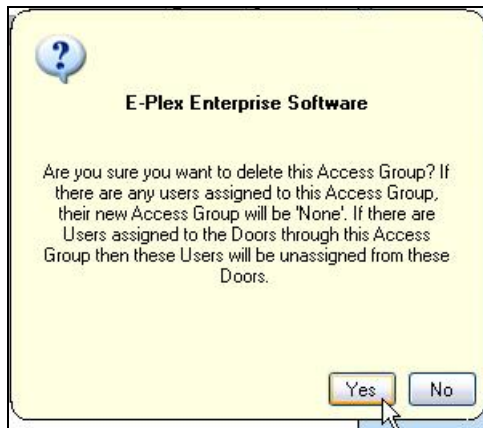 E-Plex Enterprise Software
Are you sure you want to delete this Access Group? If
there are any users assigned to this Access Group,
their new Access Group will be 'None'. If there are
Users assigned to the Doors through this Access
Group then these Users will be unassigned from these
Doors.
Yes No